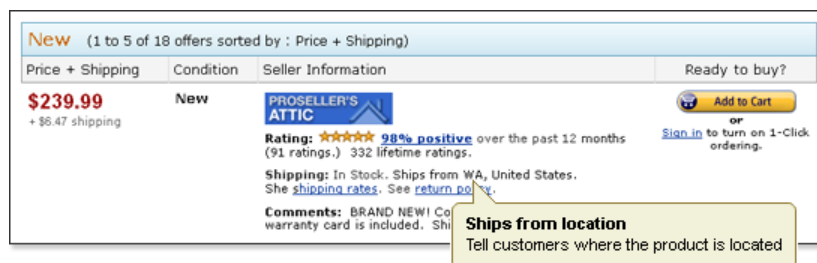 New (1 to 5 of 18 offers sorted by : Price + Shipping)
Price + Shipping Condition Seller Information Ready to buy?
$239.99 New PROSELLER'S Add to Cart
+ $6.47 shipping ATTIC or
Rating: 98% positive over the past 12 months Sign in to turn on 1-Click
(91 ratings.) 332 lifetime ratings. ordering.
Shipping: In Stock. Ships from WA, United States.
She shipping rates. See return policy.
Comments: BRAND NEW! Co
warranty card is included. Shi
Ships from location
Tell customers where the product is located